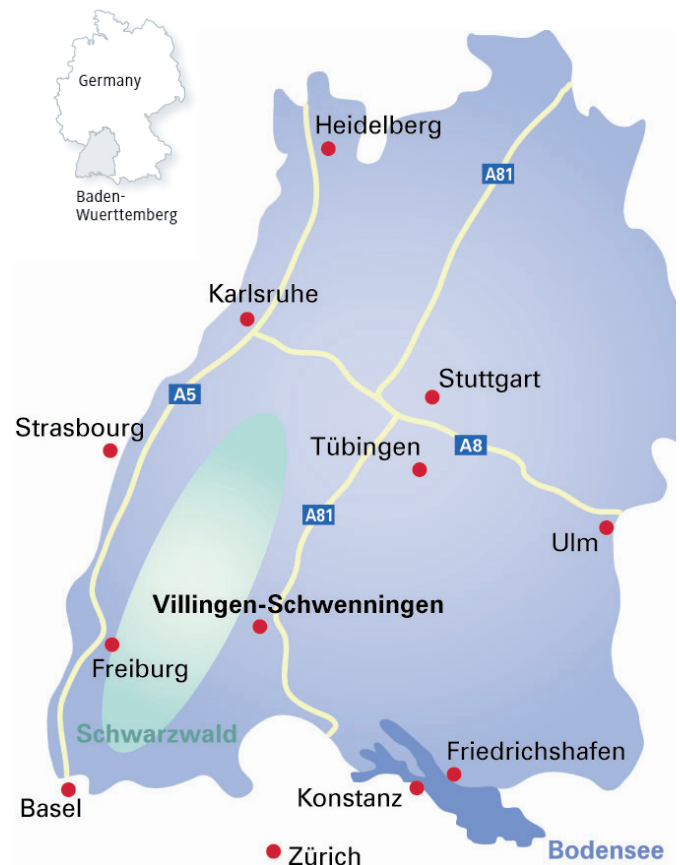 Germany
Baden-
Wuerttemberg
Heidelberg
A81
Karlsruhe
A5
Stuttgart
Strasbourg
Tübingen
A8
A81
Ulm
Villingen-Schwenningen
Freiburg
Schwarzwald
Friedrichshafen
Basel
Konstanz
Bodensee
Zürich